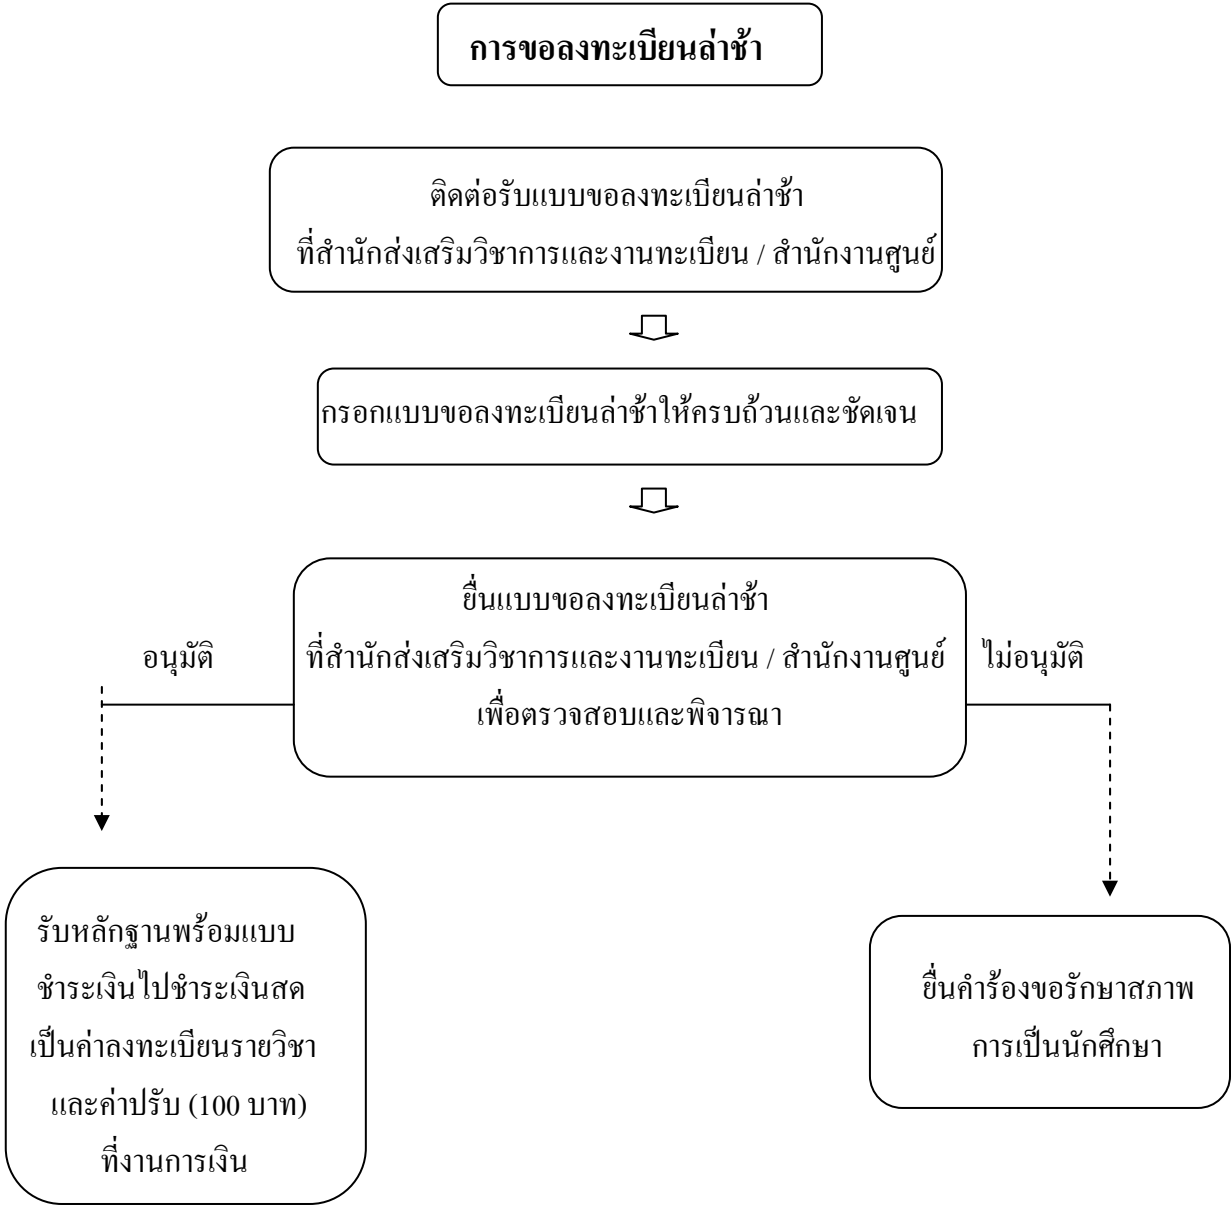 การขอลงทะเบียนล่าช้า
ติดต่อรับแบบขอลงทะเบียนล่าช้า
ที่สำนักส่งเสริมวิชาการและงานทะเบียน / สำนักงานศูนย์
กรอกแบบขอลงทะเบียนล่าช้าให้ครบถ้วนและชัดเจน
ยื่นแบบขอลงทะเบียนล่าช้า
อนุมัติ
ที่สำนักส่งเสริมวิชาการและงานทะเบียน / สำนักงานศูนย์
ไม่อนุมัติ
เพื่อตรวจสอบและพิจารณา
รับหลักฐานพร้อมแบบ
ชำระเงินไปชำระเงินสด
เป็นค่าลงทะเบียนรายวิชา
และค่าปรับ (100 บาท)
ที่งานการเงิน
ยื่นคำร้องขอรักษาสภาพ
การเป็นนักศึกษา